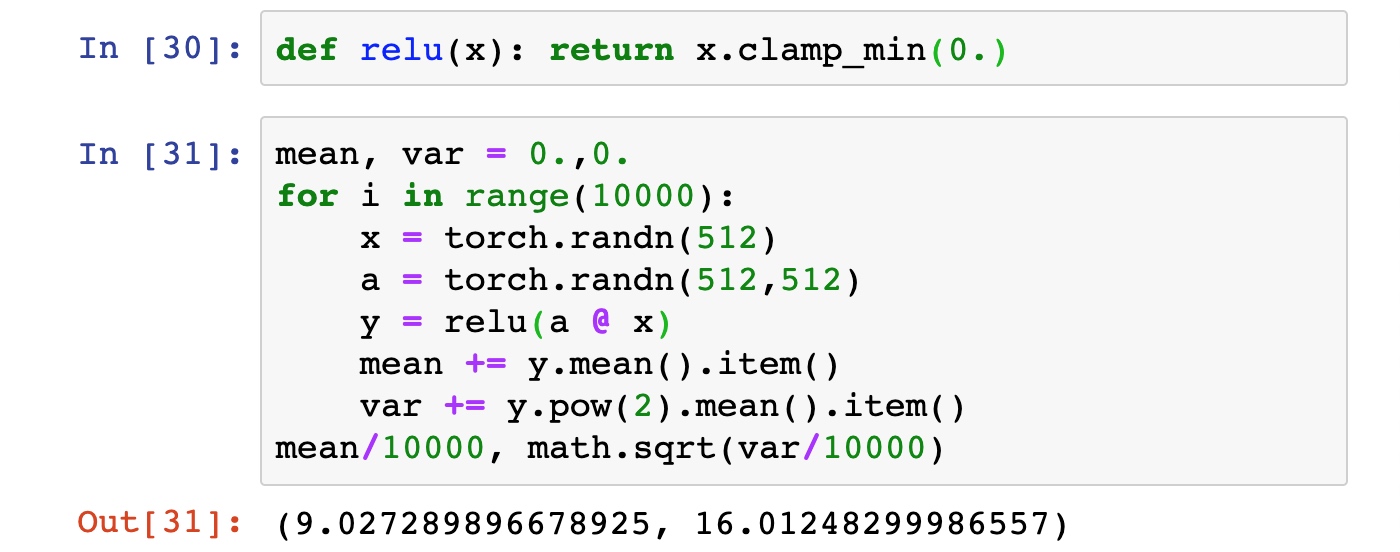 In [30]: def relu(x): return x.clamp_min(0.)
In [31]: mean, var = 0.,0.
for i in range(10000):
    x = torch.randn(512)
    a = torch.randn(512,512)
    y = relu(a @ x)
    mean += y.mean().item()
    var += y.pow(2).mean().item()
mean/10000, math.sqrt(var/10000)
Out[31]: (9.027289896678925, 16.01248299986557)